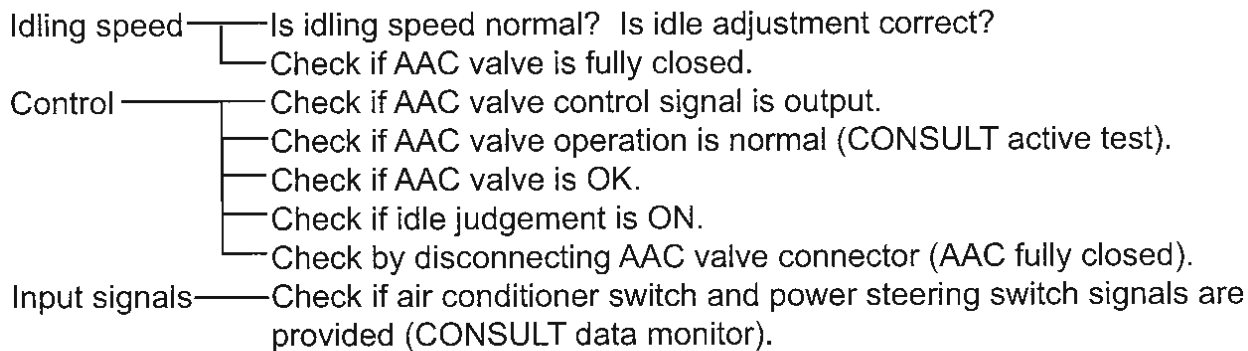 Idling speed Is idling speed normal? Is idle adjustment correct?
Check if AAC valve is fully closed.
Control Check if AAC valve control signal is output.
Check if AAC valve operation is normal (CONSULT active test).
Check if AAC valve is OK.
Check if idle judgement is ON.
Check by disconnecting AAC valve connector (AAC fully closed).
Input signals Check if air conditioner switch and power steering switch signals are
provided (CONSULT data monitor).